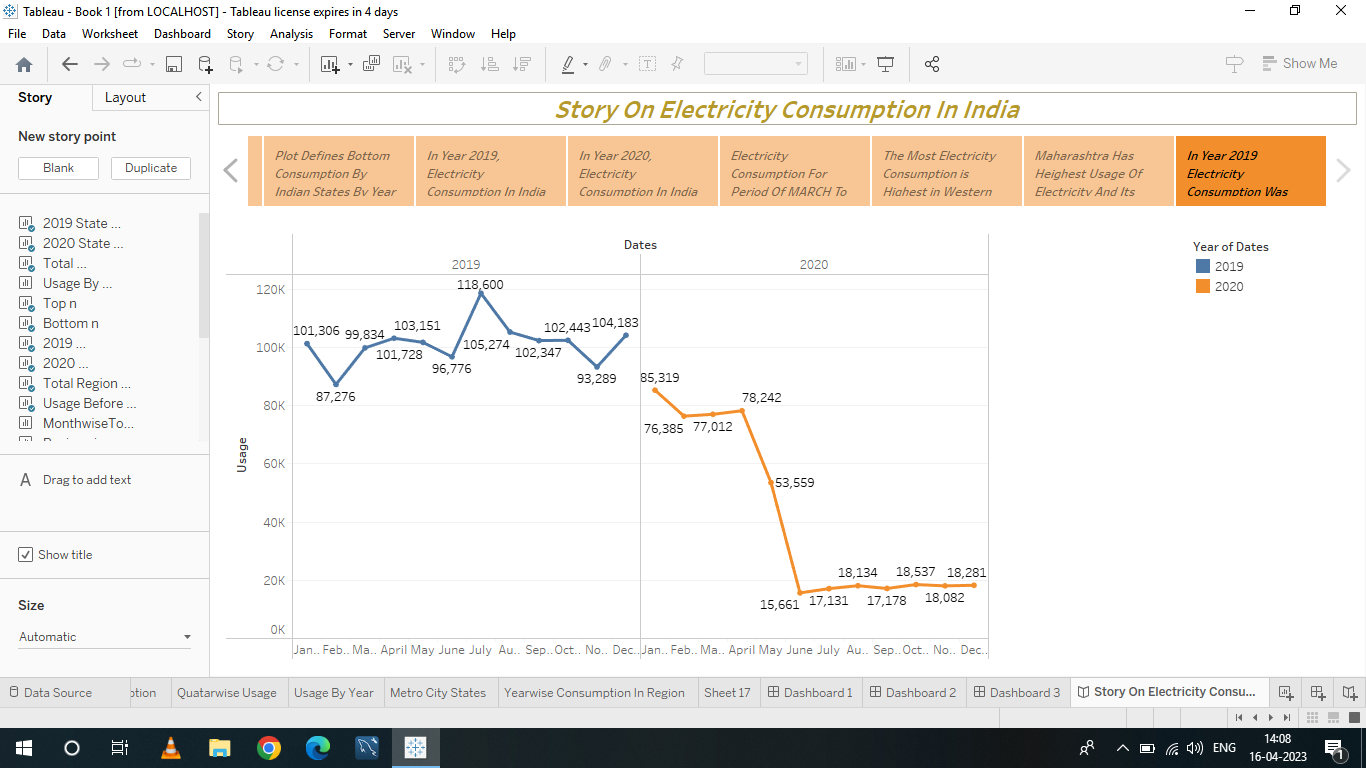 Tableau - Book 1 [from LOCALHOST] - Tableau license expires in 4 days
File Data Worksheet Dashboard Story Analysis Format Server Window Help
Show Me
Story Layout
New story point
Blank Duplicate
2019 State ...
2020 State ...
Total ...
Usage By ...
Top n
Bottom n
2019 ...
2020 ...
Total Region ...
Usage Before ...
MonthwiseTo...
A Drag to add text
Show title
Size
Automatic
Story On Electricity Consumption In India
Plot Defines Bottom
Consumption By
Indian States By Year
In Year 2019,
Electricity
Consumption In India
In Year 2020,
Electricity
Consumption In India
Electricity
Consumption For
Period Of MARCH To
The Most Electricity
Consumption is
Highest in Western
Maharashtra Has
Heighest Usage Of
Electricity And Its
In Year 2019
Electricity
Consumption Was
Dates
2019 2020
Usage
120K
100K
80K
60K
40K
20K
0K
101,306
87,276
99,834
103,151
101,728
96,776
118,600
105,274
102,347
102,443
93,289
104,183
85,319
76,385
77,012
78,242
53,559
15,661
17,131
18,134
17,178
18,537
18,082
18,281
Jan.. Feb.. Ma.. April May June July Au.. Sep.. Oct.. No.. Dec.. Jan.. Feb.. Ma.. April May June July Au.. Sep.. Oct.. No.. Dec..
Year of Dates
2019
2020
Data Source ption Quatarwise Usage Usage By Year Metro City States Yearwise Consumption In Region Sheet 17 Dashboard 1 Dashboard 2 Dashboard 3 Story On Electricity Consu...
ENG
14:08
16-04-2023
1